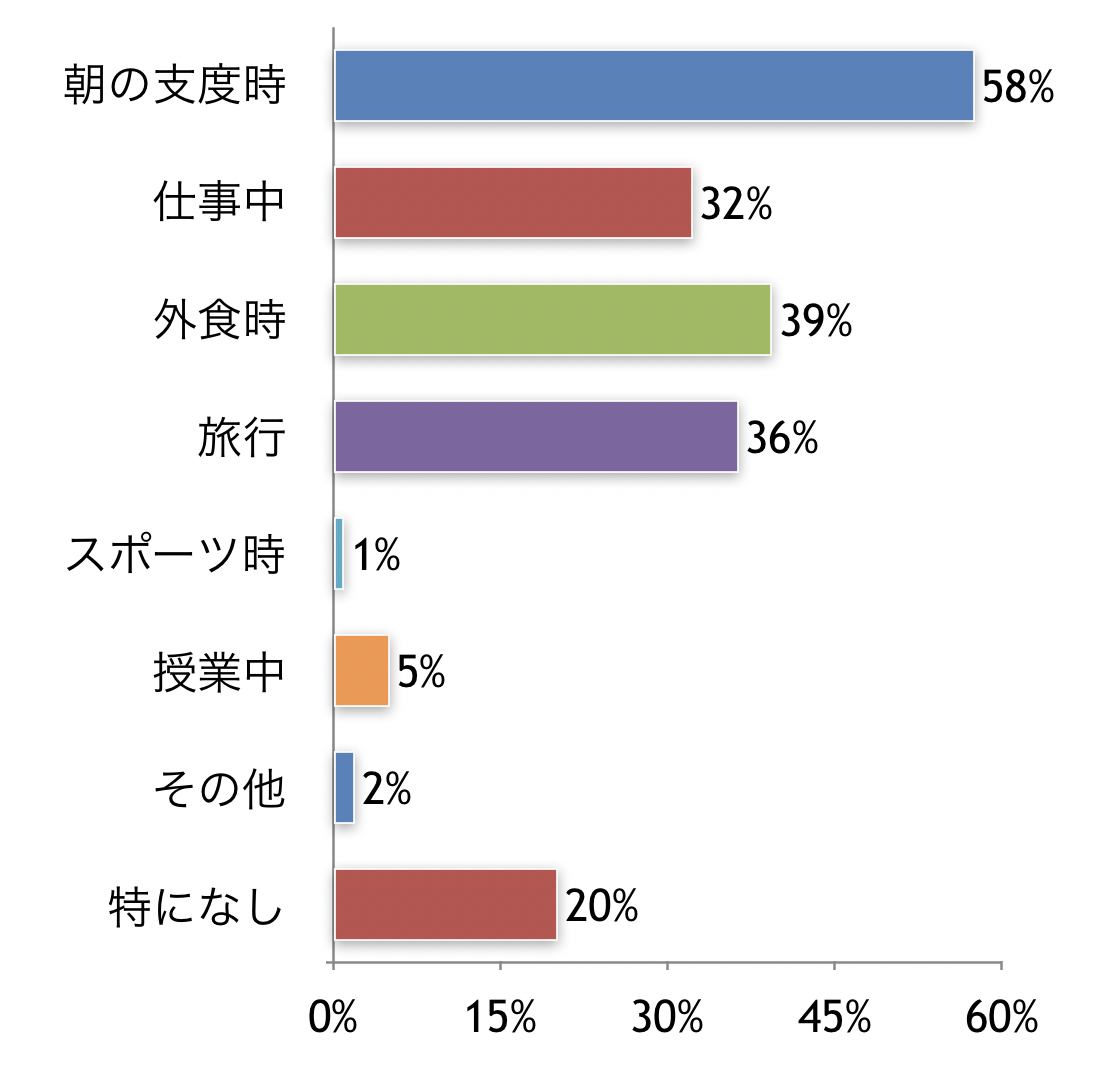 朝の支度時 58%
仕事中 32%
外食時 39%
旅行 36%
スポーツ時 1%
授業中 5%
その他 2%
特になし 20%
0% 15% 30% 45% 60%